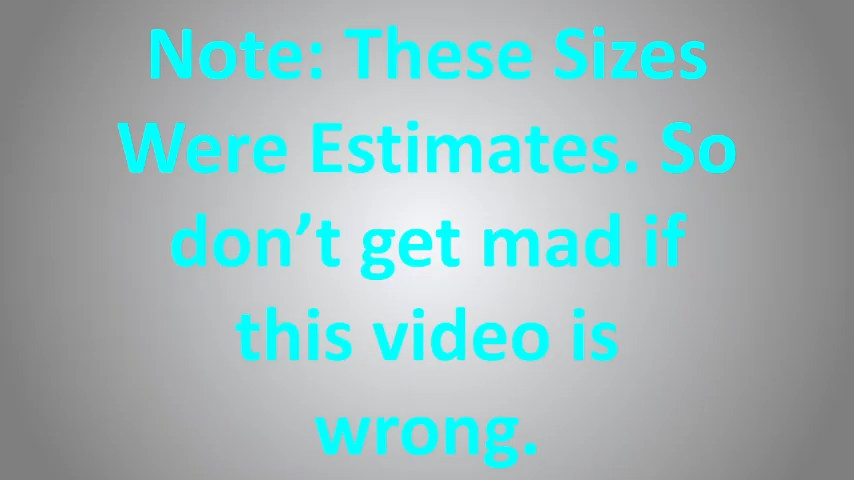 Note: These Sizes
Were Estimates. So
don’t get mad if
this video is
wrong.